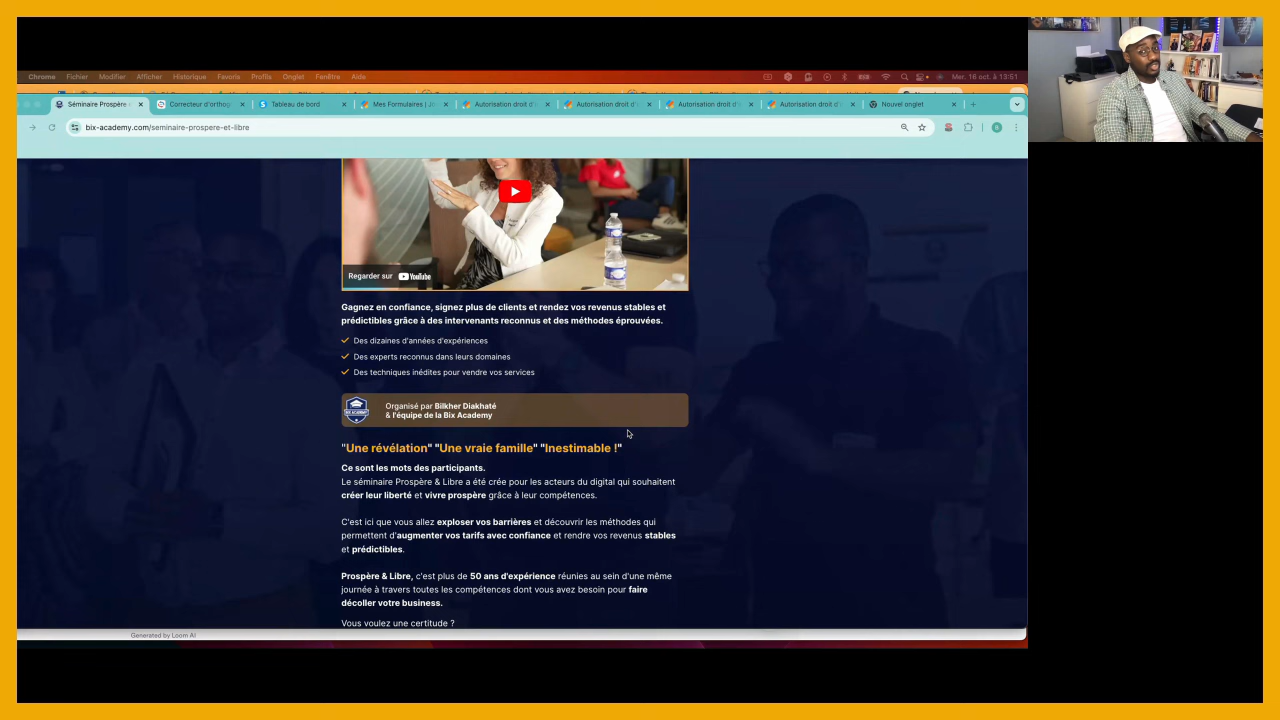 Chrome Fichier Modifier Afficher Historique Favoris Profils Onglet Fenêtre Aide
Mer. 16 oct. à 13:51
Séminaire Prospère
Correcteur d'orthog
Tableau de bord
Mes Formulaires
Autorisation droit d'
Autorisation droit d'
Autorisation droit d'
Autorisation droit d'
Nouvel onglet
bix-academy.com/seminaire-prospere-et-libre
Regarder sur YouTube
Gagnez en confiance, signez plus de clients et rendez vos revenus stables et
prédictibles grâce à des intervenants reconnus et des méthodes éprouvées.
Des dizaines d'années d'expériences
Des experts reconnus dans leurs domaines
Des techniques inédites pour vendre vos services
BIX ACADEMY
Organisé par Bilkher Diakhaté
& l'équipe de la Bix Academy
"Une révélation" "Une vraie famille" "Inestimable !"
Ce sont les mots des participants.
Le séminaire Prospère & Libre a été crée pour les acteurs du digital qui souhaitent
créer leur liberté et vivre prospère grâce à leur compétences.
C'est ici que vous allez exploser vos barrières et découvrir les méthodes qui
permettent d'augmenter vos tarifs avec confiance et rendre vos revenus stables
et prédictibles.
Prospère & Libre, c'est plus de 50 ans d'expérience réunies au sein d'une même
journée à travers toutes les compétences dont vous avez besoin pour faire
décoller votre business.
Vous voulez une certitude ?
Generated by Loom AI